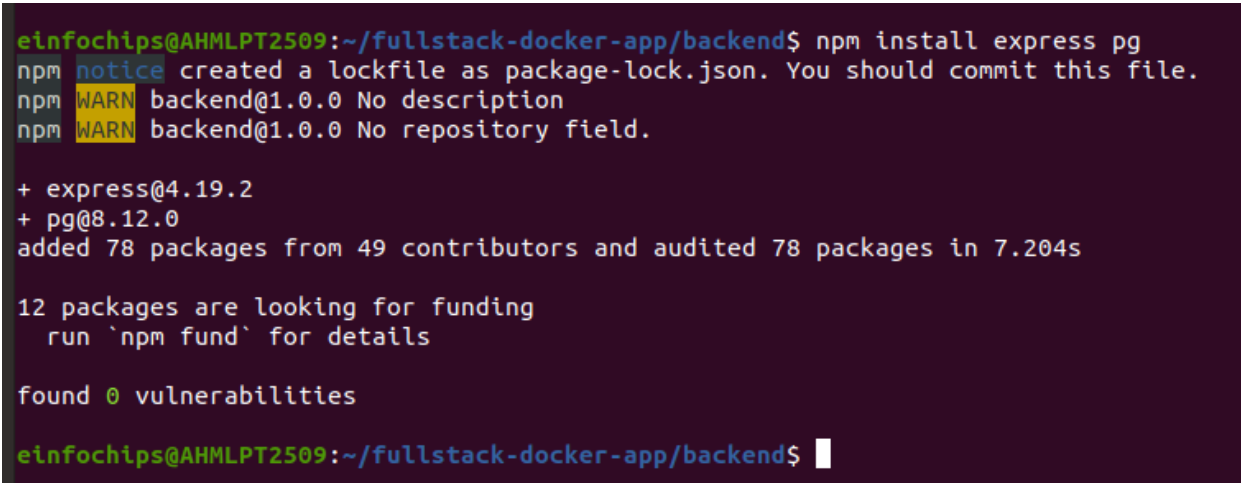 einfochips@AHMLPT2509:~/fullstack-docker-app/backend$ npm install express pg
npm notice created a lockfile as package-lock.json. You should commit this file.
npm WARN backend@1.0.0 No description
npm WARN backend@1.0.0 No repository field.
+ express@4.19.2
+ pg@8.12.0
added 78 packages from 49 contributors and audited 78 packages in 7.204s
12 packages are looking for funding
run `npm fund` for details
found 0 vulnerabilities
einfochips@AHMLPT2509:~/fullstack-docker-app/backend$